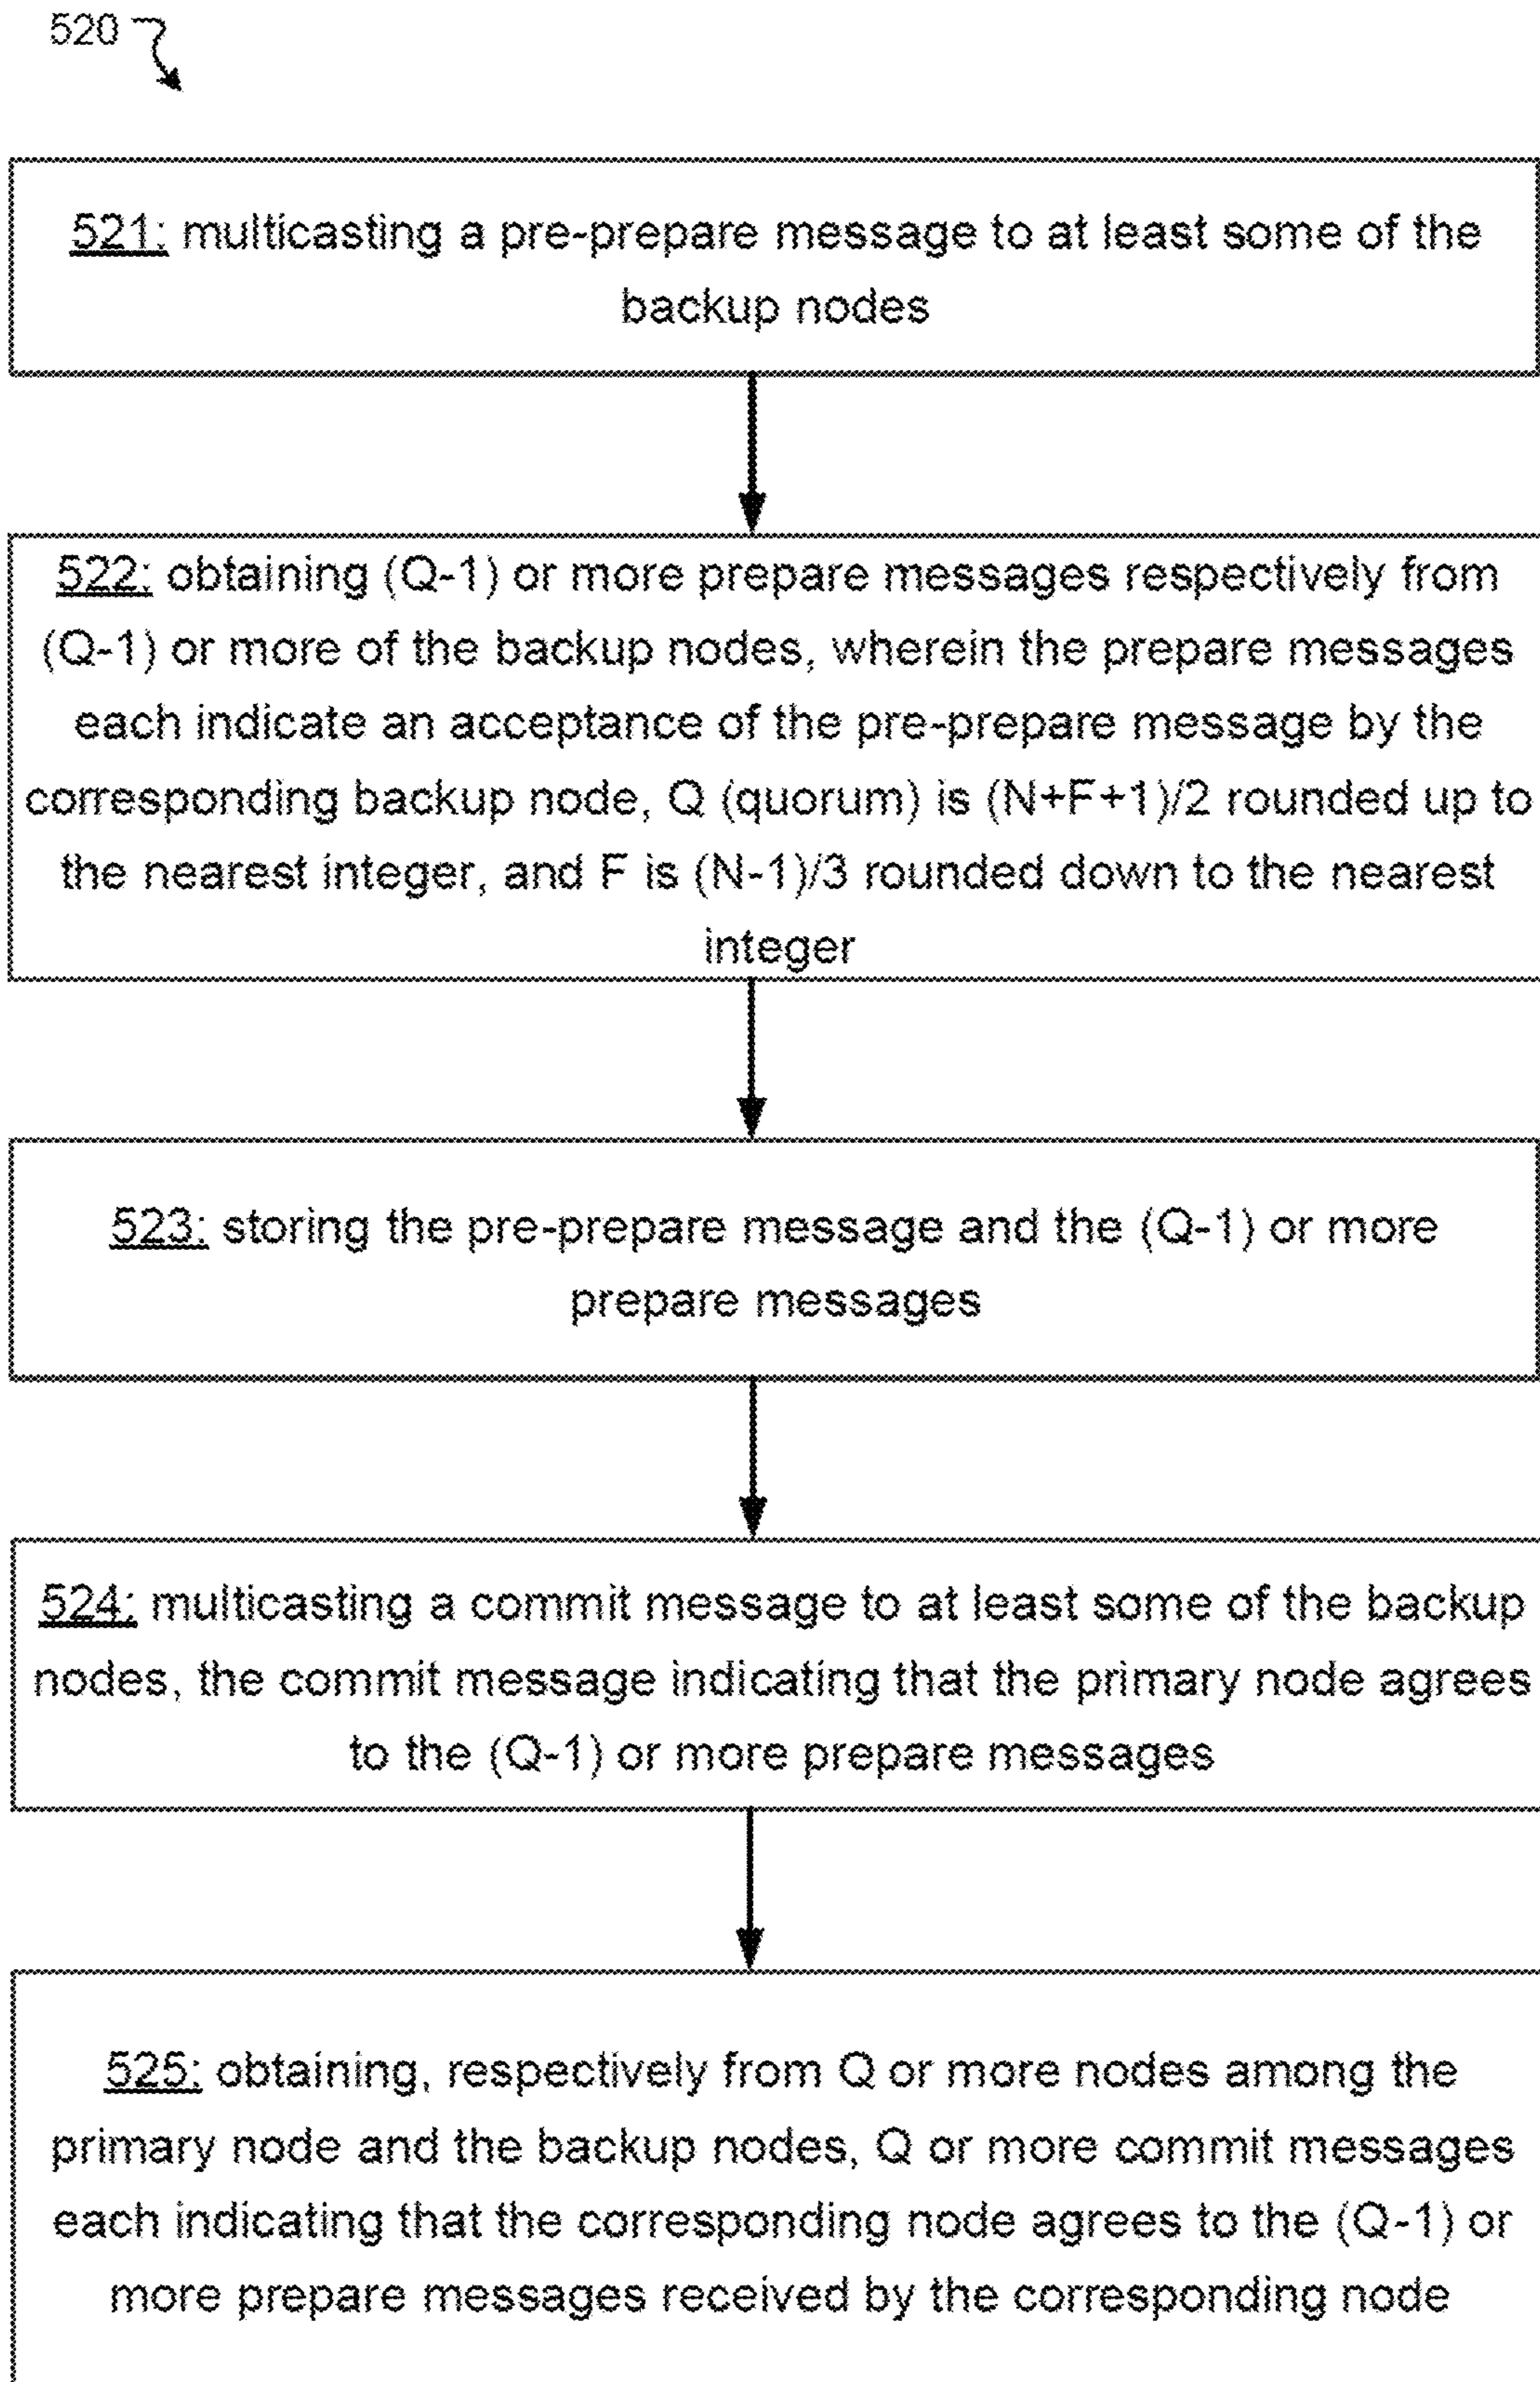 520
521: multicasting a pre-prepare message to at least some of the
backup nodes
522: obtaining (Q-1) or more prepare messages respectively from
(Q-1) or more of the backup nodes, wherein the prepare messages
each indicate an acceptance of the pre-prepare message by the
corresponding backup node, Q (quorum) is (N+F+1)/2 rounded up to
the nearest integer, and F is (N-1)/3 rounded down to the nearest
integer
523: storing the pre-prepare message and the (Q-1) or more
prepare messages
524: multicasting a commit message to at least some of the backup
nodes, the commit message indicating that the primary node agrees
to the (Q-1) or more prepare messages
525: obtaining, respectively from Q or more nodes among the
primary node and the backup nodes, Q or more commit messages
each indicating that the corresponding node agrees to the (Q-1) or
more prepare messages received by the corresponding node